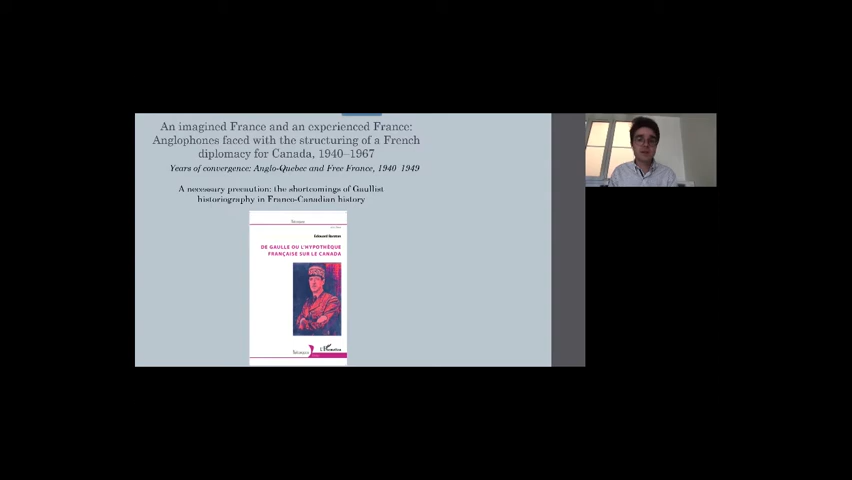 An imagined France and an experienced France:
Anglophones faced with the structuring of a French
diplomacy for Canada, 1940–1967
Years of convergence: Anglo-Quebec and Free France, 1940 1949
A necessary precaution: the shortcomings of Gaullist
historiography in Franco-Canadian history
Edouard
DE GAULLE OU L'HYPOTHÈQUE
FRANÇAISE SUR LE CANADA
L'Harmattan